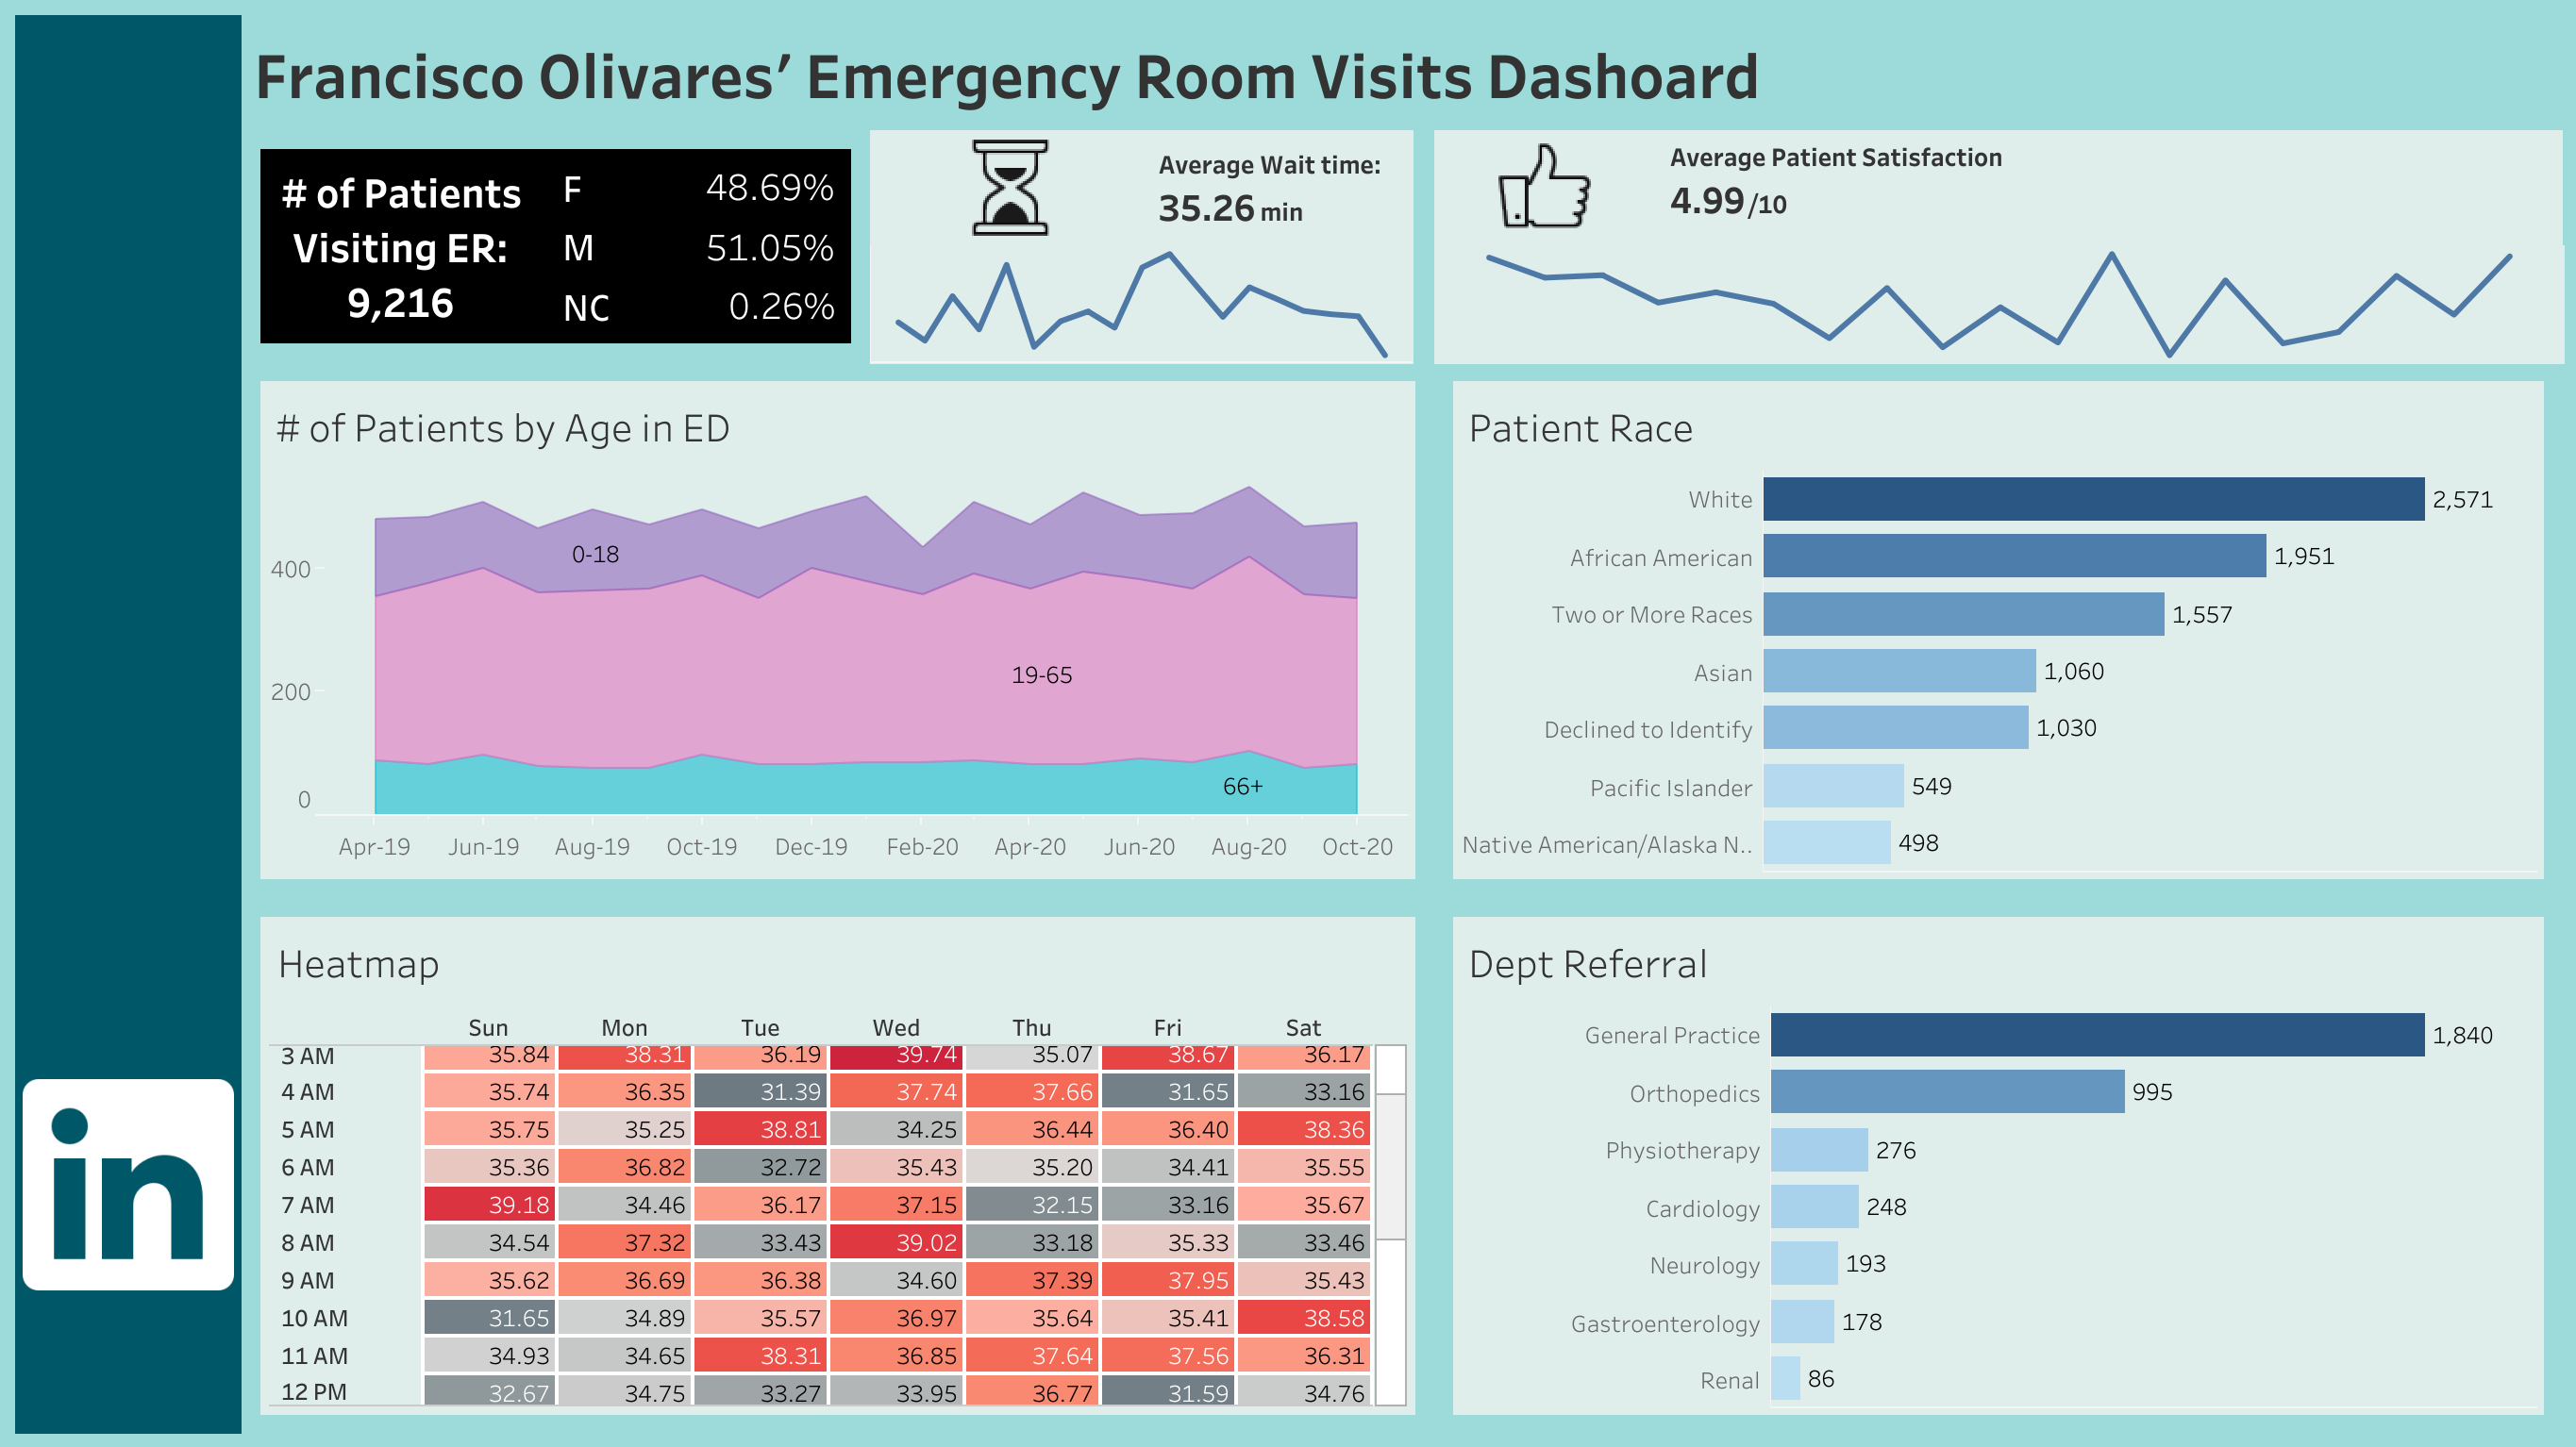 Francisco Olivares’ Emergency Room Visits Dashoard
# of Patients
Visiting ER:
9,216
F 48.69%
M 51.05%
NC 0.26%
Average Wait time:
35.26 min
Average Patient Satisfaction
4.99/10
# of Patients by Age in ED
400
200
0
0-18
19-65
66+
Apr-19 Jun-19 Aug-19 Oct-19 Dec-19 Feb-20 Apr-20 Jun-20 Aug-20 Oct-20
Patient Race
White 2,571
African American 1,951
Two or More Races 1,557
Asian 1,060
Declined to Identify 1,030
Pacific Islander 549
Native American/Alaska N.. 498
Heatmap
Sun Mon Tue Wed Thu Fri Sat
3 AM 35.84 38.31 36.19 39.74 35.07 38.67 36.17
4 AM 35.74 36.35 31.39 37.74 37.66 31.65 33.16
5 AM 35.75 35.25 38.81 34.25 36.44 36.40 38.36
6 AM 35.36 36.82 32.72 35.43 35.20 34.41 35.55
7 AM 39.18 34.46 36.17 37.15 32.15 33.16 35.67
8 AM 34.54 37.32 33.43 39.02 33.18 35.33 33.46
9 AM 35.62 36.69 36.38 34.60 37.39 37.95 35.43
10 AM 31.65 34.89 35.57 36.97 35.64 35.41 38.58
11 AM 34.93 34.65 38.31 36.85 37.64 37.56 36.31
12 PM 32.67 34.75 33.27 33.95 36.77 31.59 34.76
Dept Referral
General Practice 1,840
Orthopedics 995
Physiotherapy 276
Cardiology 248
Neurology 193
Gastroenterology 178
Renal 86
in